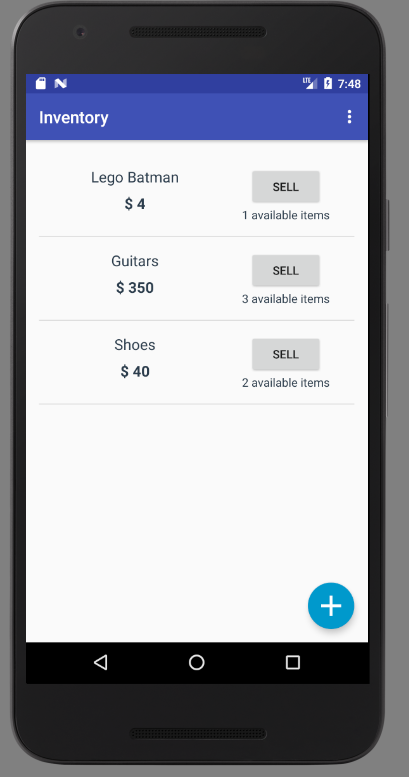 LTE 7:48
Inventory
Lego Batman
SELL
$ 4
1 available items
Guitars
SELL
$ 350
3 available items
Shoes
SELL
$ 40
2 available items